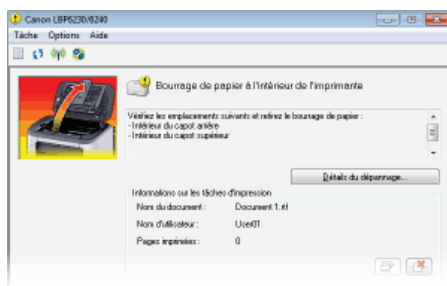 Canon LBP6230/6240
Tâche Options Aide
Bourrage de papier à l'intérieur de l'imprimante
Vérifiez les emplacements suivants et retirez le bourrage de papier :
- Intérieur du capot arrière
- Intérieur du capot supérieur
Détails du dépannage...
Informations sur les tâches d'impression
Nom du document : Document 1.rtf
Nom d'utilisateur : User01
Pages imprimées : 0